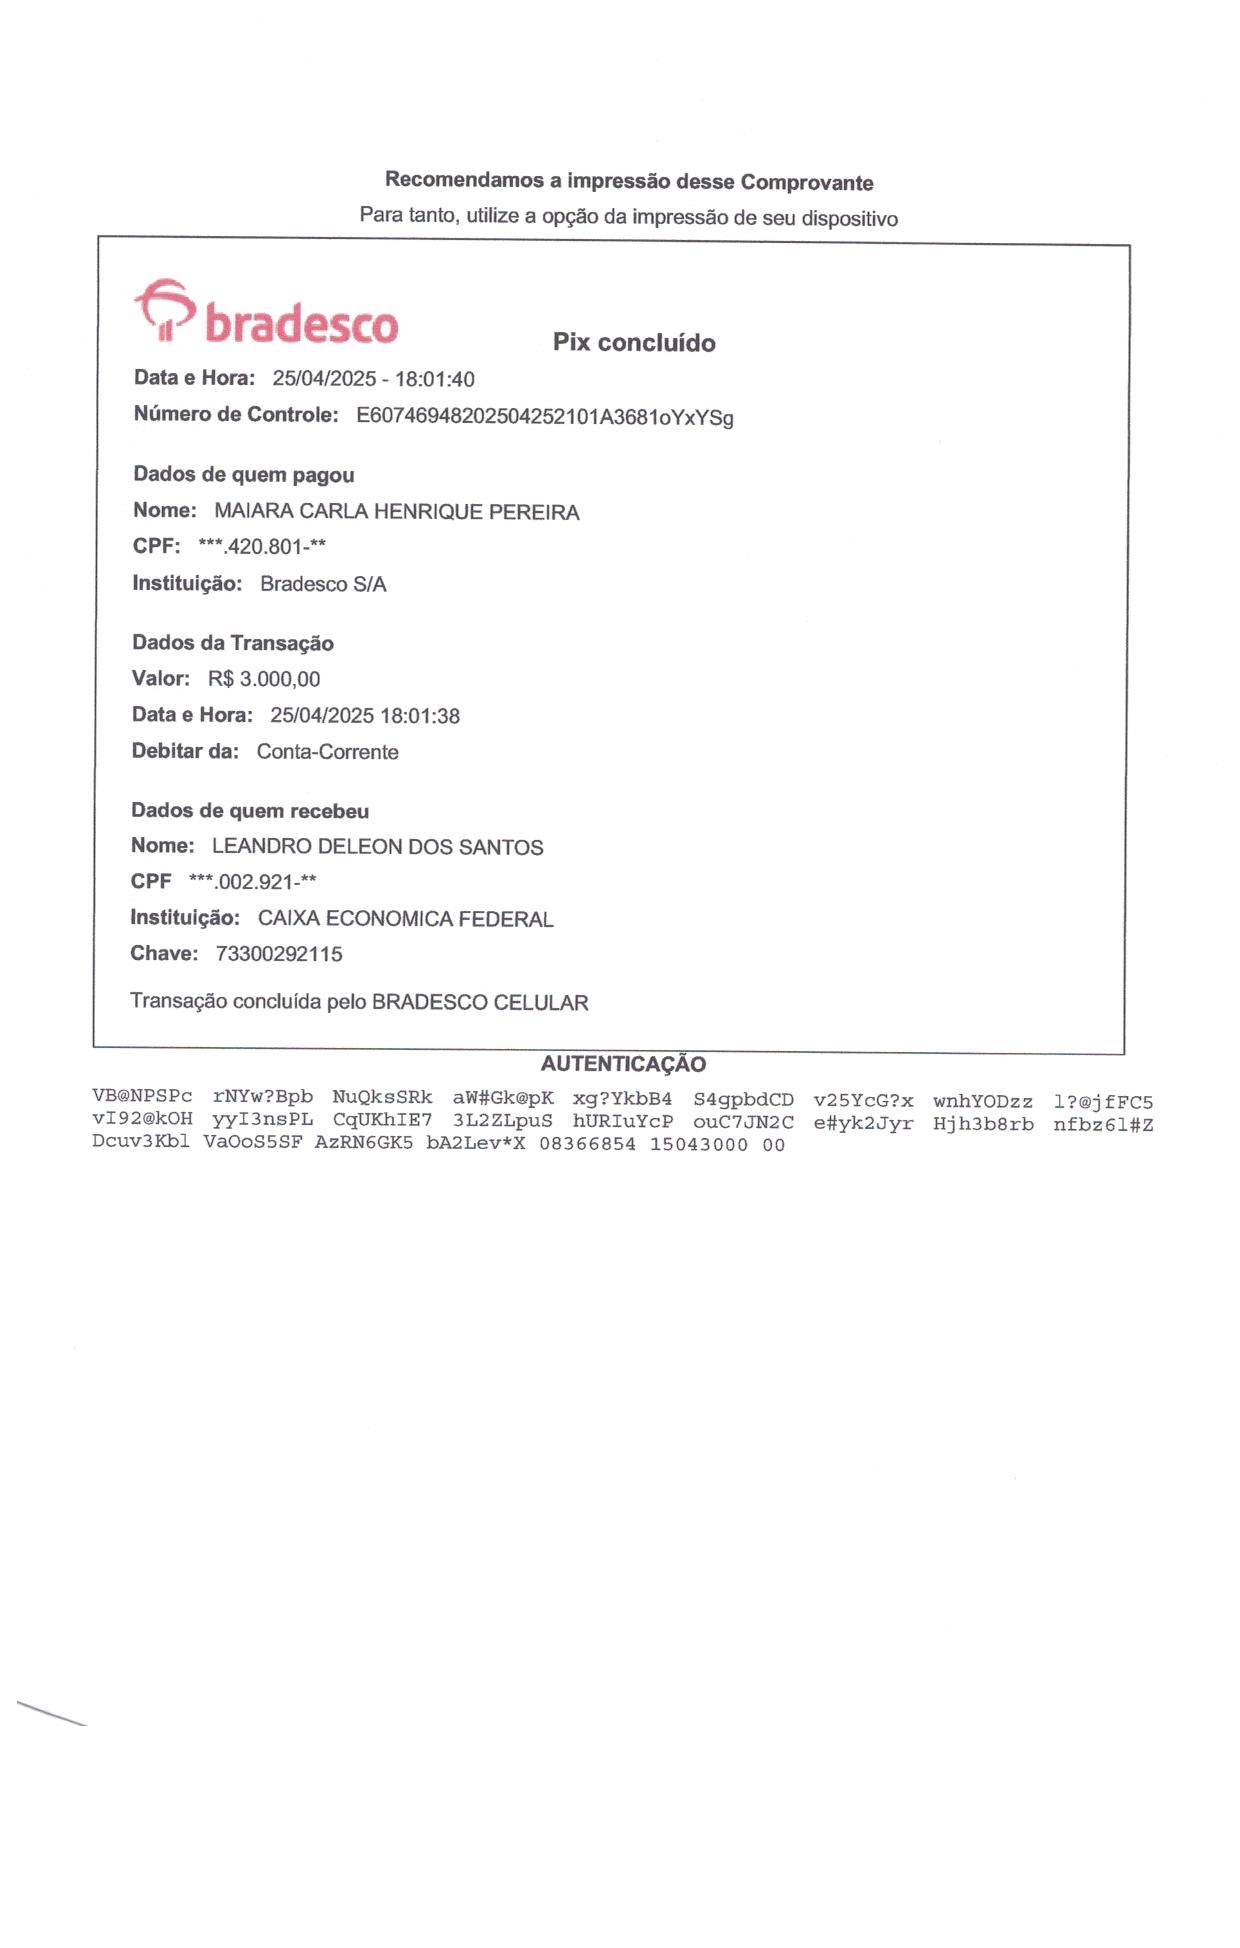 Recomendamos a impressão desse Comprovante
Para tanto, utilize a opção da impressão de seu dispositivo
bradesco
Pix concluído
Data e Hora: 25/04/2025 - 18:01:40
Número de Controle: E60746948202504252101A3681oYxYSg
Dados de quem pagou
Nome: MAIARA CARLA HENRIQUE PEREIRA
CPF: ***.420.801-**
Instituição: Bradesco S/A
Dados da Transação
Valor: R$ 3.000,00
Data e Hora: 25/04/2025 18:01:38
Debitar da: Conta-Corrente
Dados de quem recebeu
Nome: LEANDRO DELEON DOS SANTOS
CPF ***.002.921-**
Instituição: CAIXA ECONOMICA FEDERAL
Chave: 73300292115
Transação concluída pelo BRADESCO CELULAR
AUTENTICAÇÃO
VB@NPSPc rNYw?Bpb NuQksSRk aW#Gk@pK xg?YkbB4 S4gpbdCD v25YcG?x wnhYODzz l?@jfFC5
vI92@kOH yyI3nsPL CqUKhIE7 3L2ZLpuS hURIuYcP ouC7JN2C e#yk2Jyr Hjh3b8rb nfbz6l#Z
Dcuv3Kbl VaOoS5SF AzRN6GK5 bA2Lev*X 08366854 15043000 00